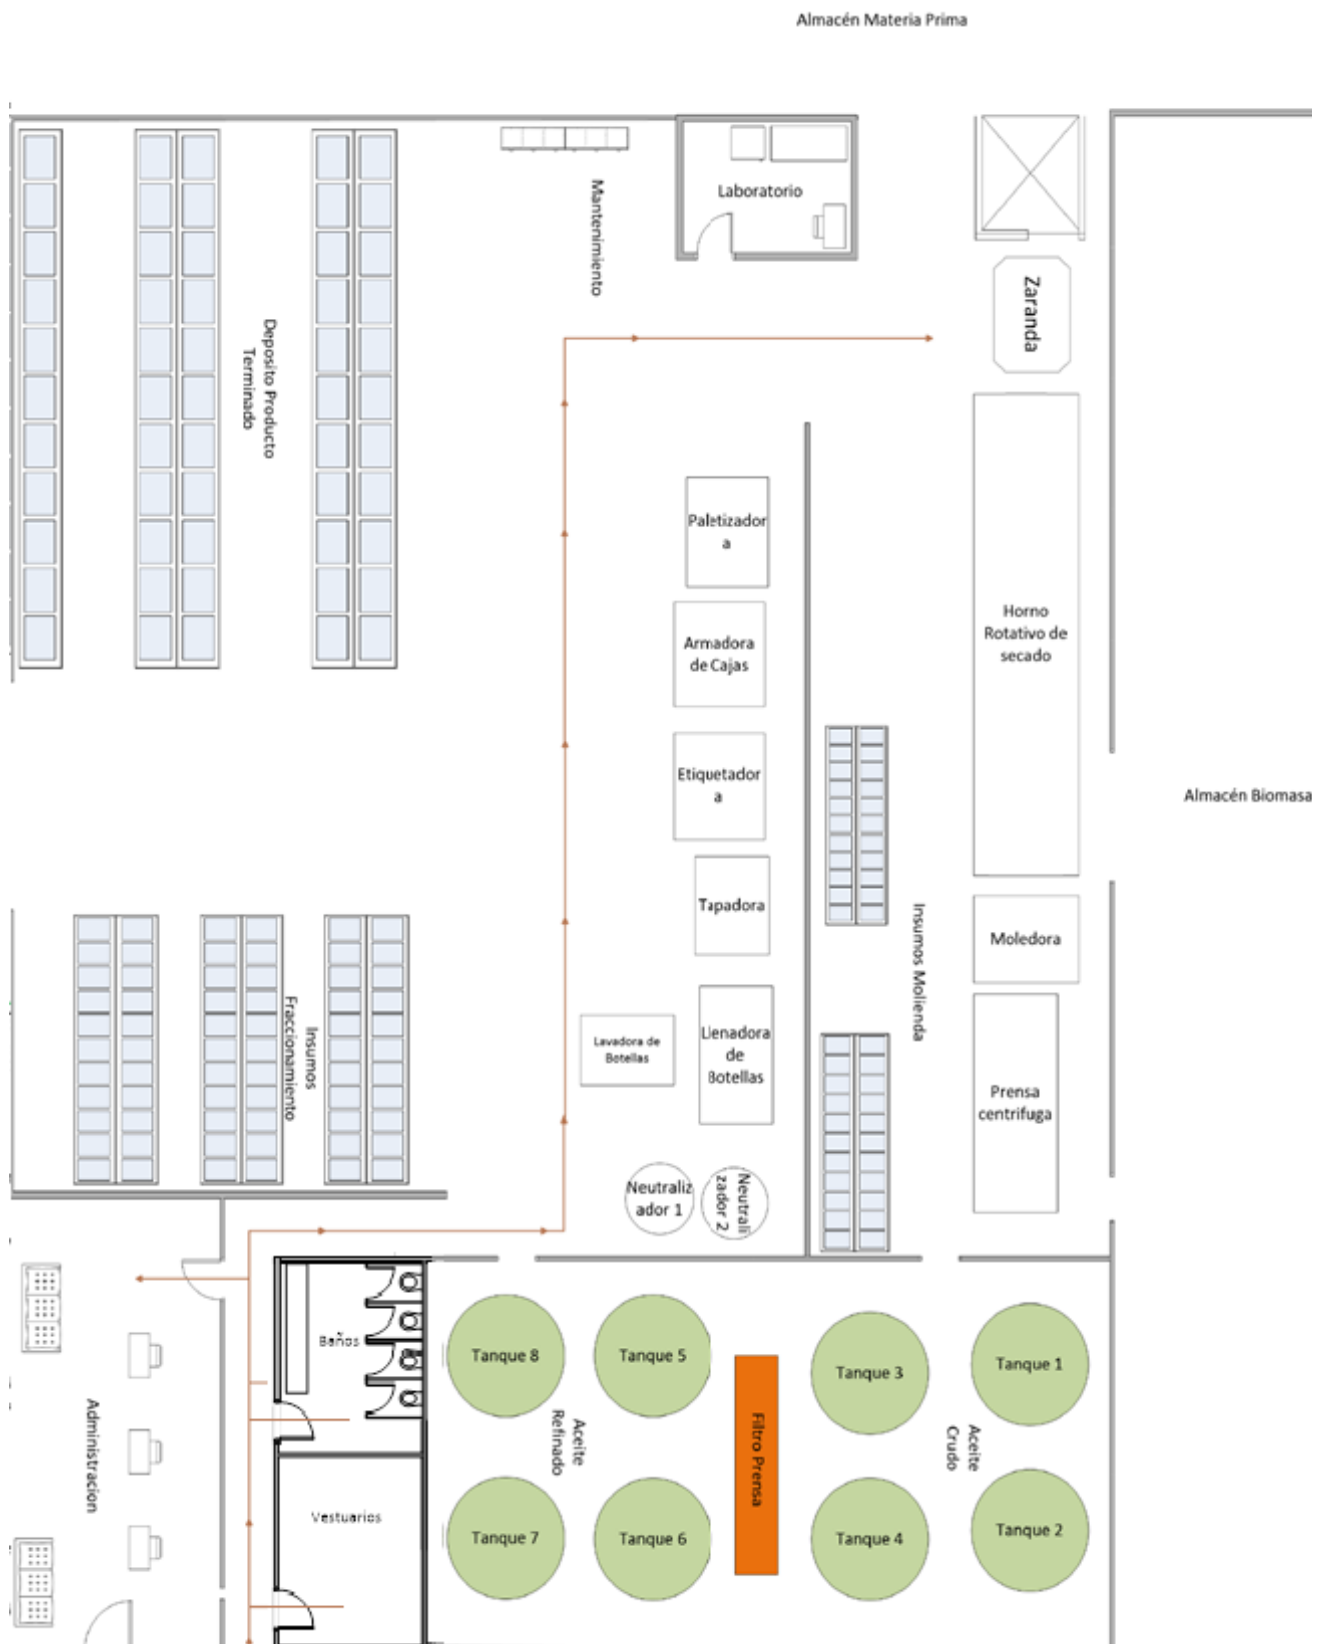 Almacén Materia Prima
Laboratorio
Mantenimiento
Zaranda
Deposito Producto
Terminado
Paletizador
a
Armadora
de Cajas
Horno
Rotativo de
secado
Etiquetador
a
Almacén Biomasa
Tapadora
Moledora
Insumos Molienda
Insumos
Fraccionamiento
Lavadora de
Botellas
Llenadora
de
Botellas
Prensa
centrifuga
Neutraliz
ador 1
Neutrali
zador 2
Baños
Tanque 8
Tanque 5
Tanque 3
Tanque 1
Administracion
Aceite
Refinado
Filtro Prensa
Aceite
Crudo
Vestuarios
Tanque 7
Tanque 6
Tanque 4
Tanque 2